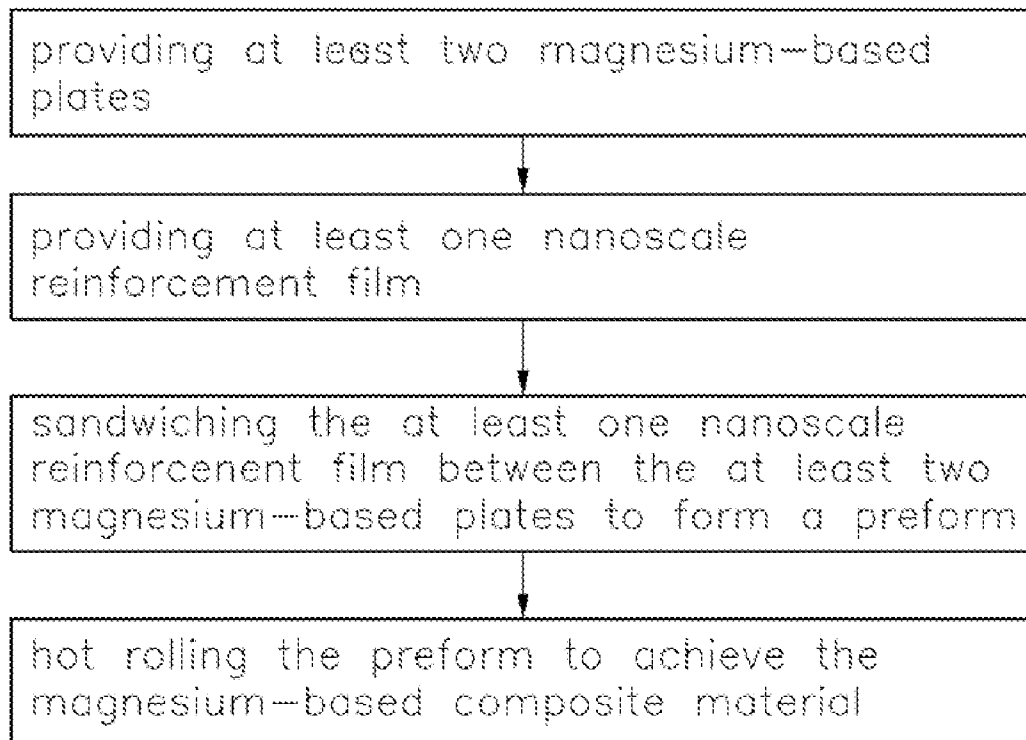 providing at least two magnesium-based
plates
providing at least one nanoscale
reinforcement film
sandwiching the at least one nanoscale
reinforcenent film between the at least two
magnesium-based plates to form a preform
hot rolling the preform to achieve the
magnesium-based composite material